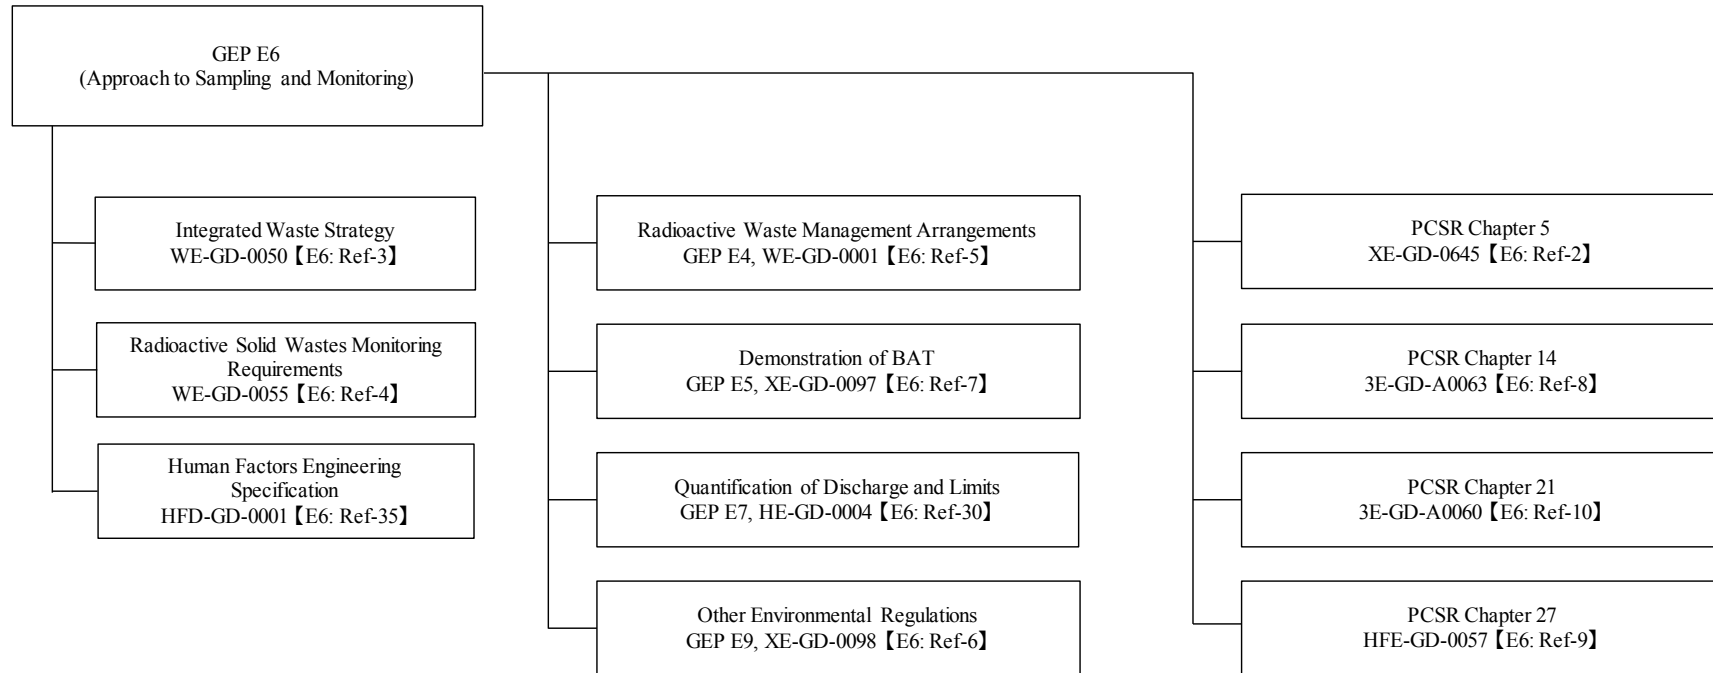 GEP E6
(Approach to Sampling and Monitoring)
Integrated Waste Strategy
WE-GD-0050【E6: Ref-3】
Radioactive Solid Wastes Monitoring
Requirements
WE-GD-0055【E6: Ref-4】
Human Factors Engineering
Specification
HFD-GD-0001【E6: Ref-35】
Radioactive Waste Management Arrangements
GEP E4, WE-GD-0001【E6: Ref-5】
Demonstration of BAT
GEP E5, XE-GD-0097【E6: Ref-7】
Quantification of Discharge and Limits
GEP E7, HE-GD-0004【E6: Ref-30】
Other Environmental Regulations
GEP E9, XE-GD-0098【E6: Ref-6】
PCSR Chapter 5
XE-GD-0645【E6: Ref-2】
PCSR Chapter 14
3E-GD-A0063【E6: Ref-8】
PCSR Chapter 21
3E-GD-A0060【E6: Ref-10】
PCSR Chapter 27
HFE-GD-0057【E6: Ref-9】